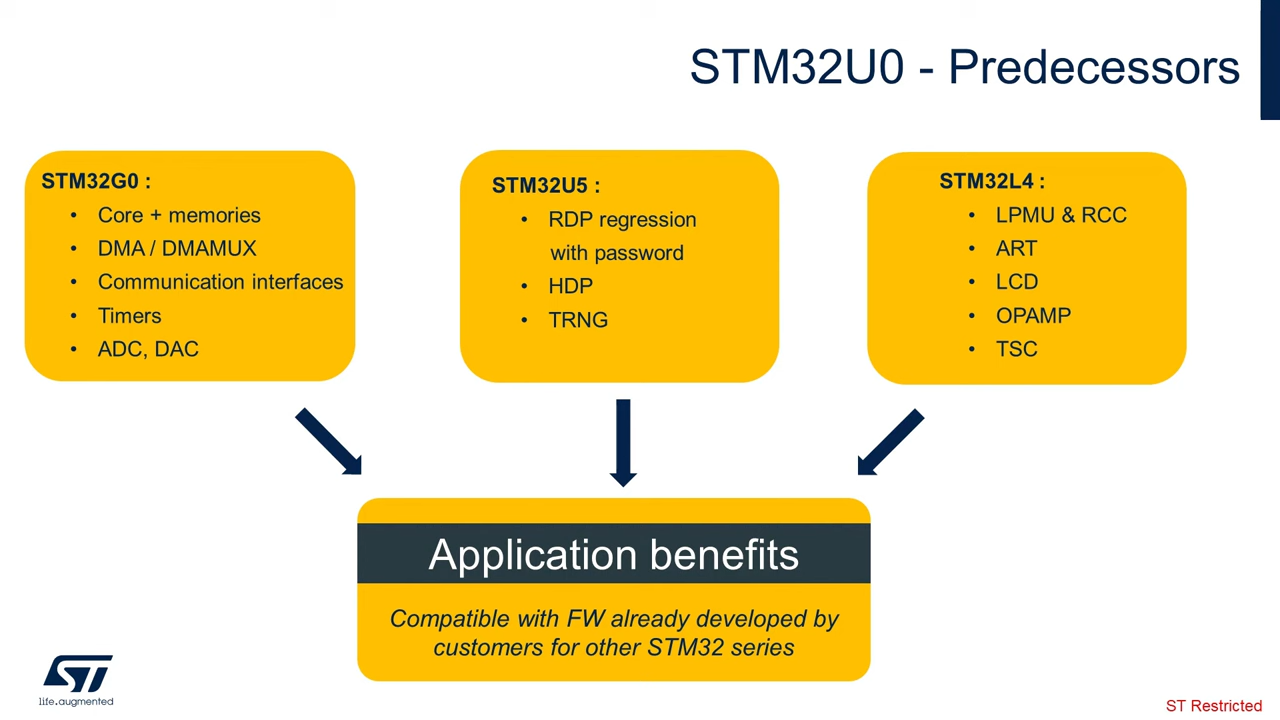 STM32U0 - Predecessors
STM32G0 :
• Core + memories
• DMA / DMAMUX
• Communication interfaces
• Timers
• ADC, DAC
STM32U5 :
• RDP regression
with password
• HDP
• TRNG
STM32L4 :
• LPMU & RCC
• ART
• LCD
• OPAMP
• TSC
Application benefits
Compatible with FW already developed by
customers for other STM32 series
ST
life.augmented
ST Restricted